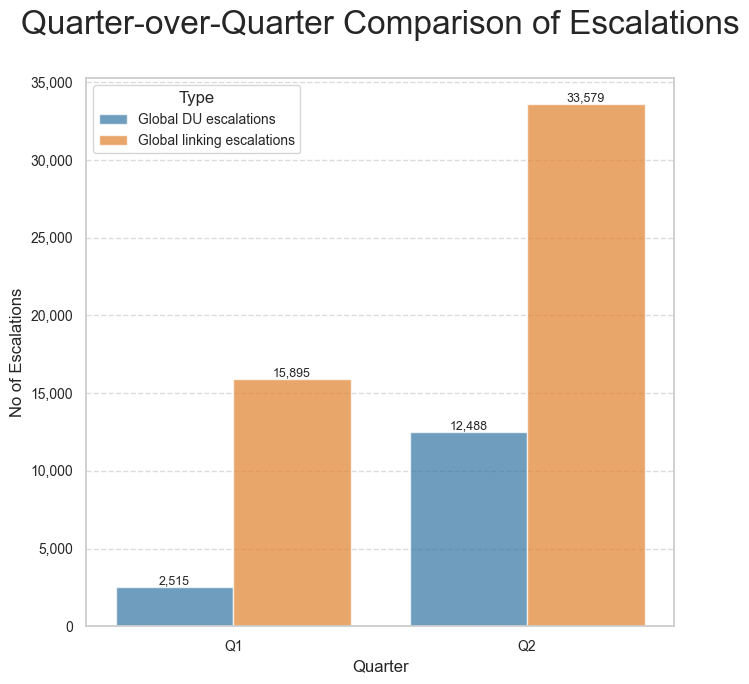 Quarter-over-Quarter Comparison of Escalations
Type
Global DU escalations
Global linking escalations
No of Escalations
35,000
30,000
25,000
20,000
15,000
10,000
5,000
0
2,515
15,895
12,488
33,579
Q1
Q2
Quarter